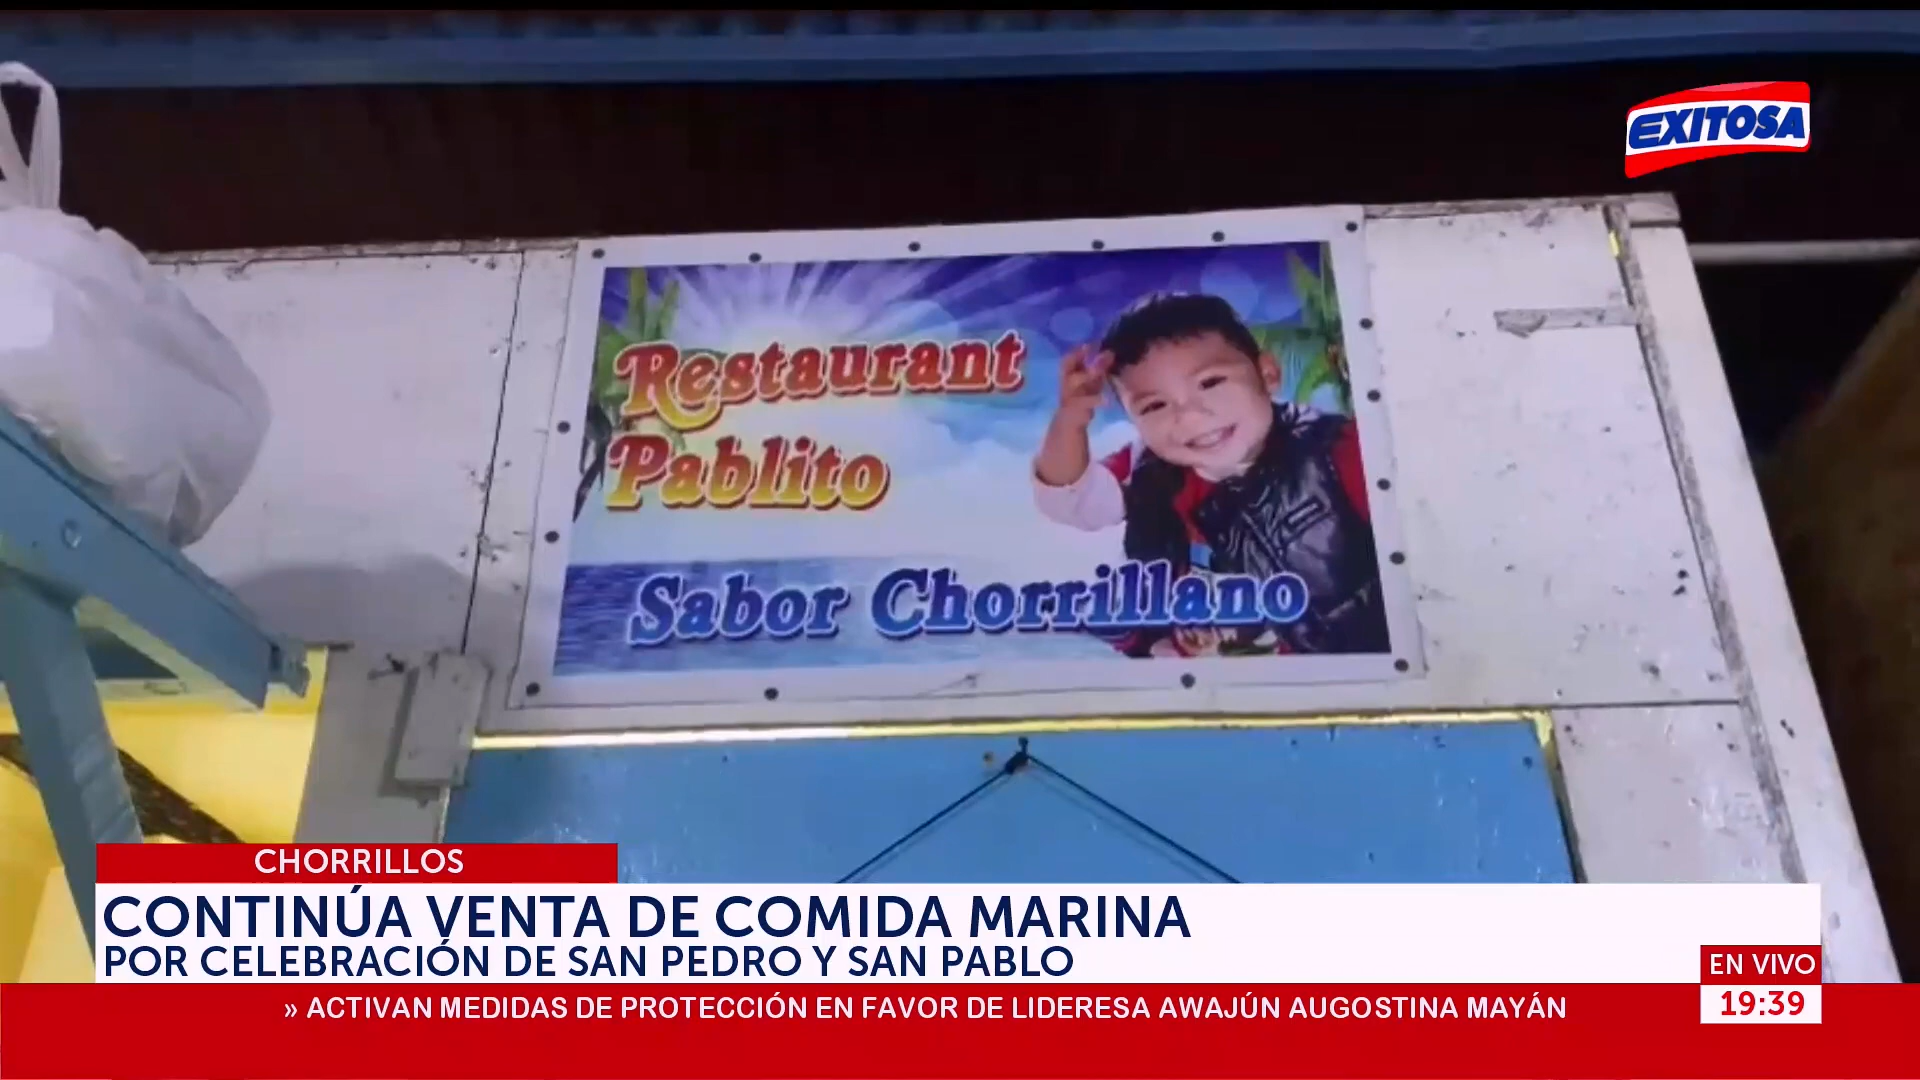 EXITOSA
Restaurant
Pablito
Sabor Chorrillano
CHORRILLOS
CONTINÚA VENTA DE COMIDA MARINA
POR CELEBRACIÓN DE SAN PEDRO Y SAN PABLO
EN VIVO
19:39
» ACTIVAN MEDIDAS DE PROTECCIÓN EN FAVOR DE LIDERESA AWAJÚN AUGOSTINA MAYÁN